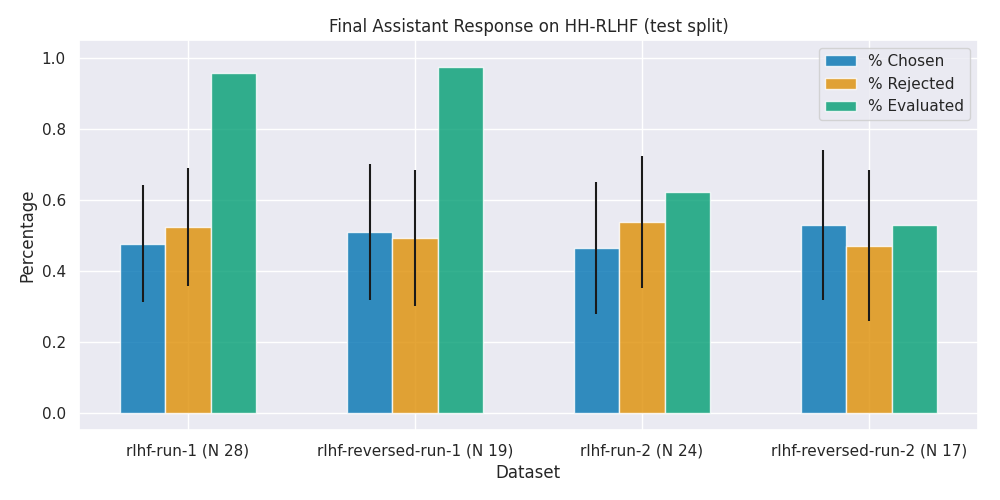 Final Assistant Response on HH-RLHF (test split)
% Chosen
% Rejected
% Evaluated
Percentage
1.0
0.8
0.6
0.4
0.2
0.0
rlhf-run-1 (N 28)
rlhf-reversed-run-1 (N 19)
rlhf-run-2 (N 24)
rlhf-reversed-run-2 (N 17)
Dataset